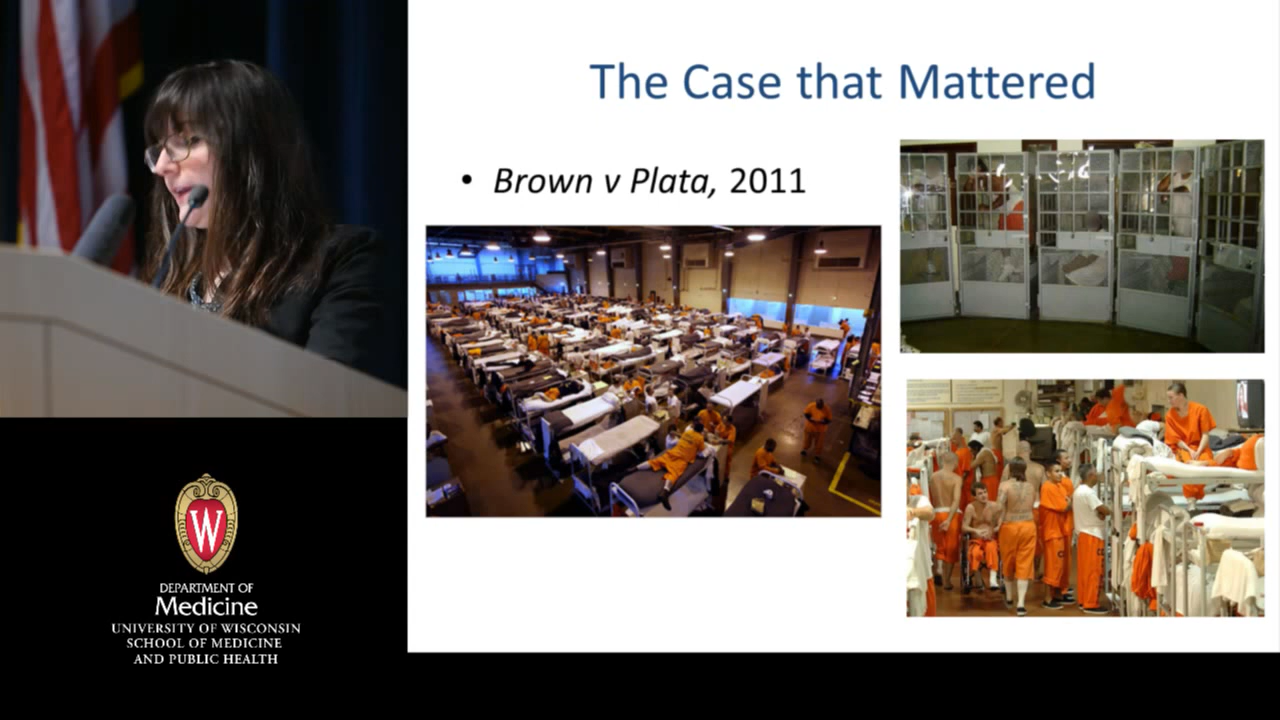 The Case that Mattered
• Brown v Plata, 2011
W
DEPARTMENT OF
Medicine
UNIVERSITY OF WISCONSIN
SCHOOL OF MEDICINE
AND PUBLIC HEALTH